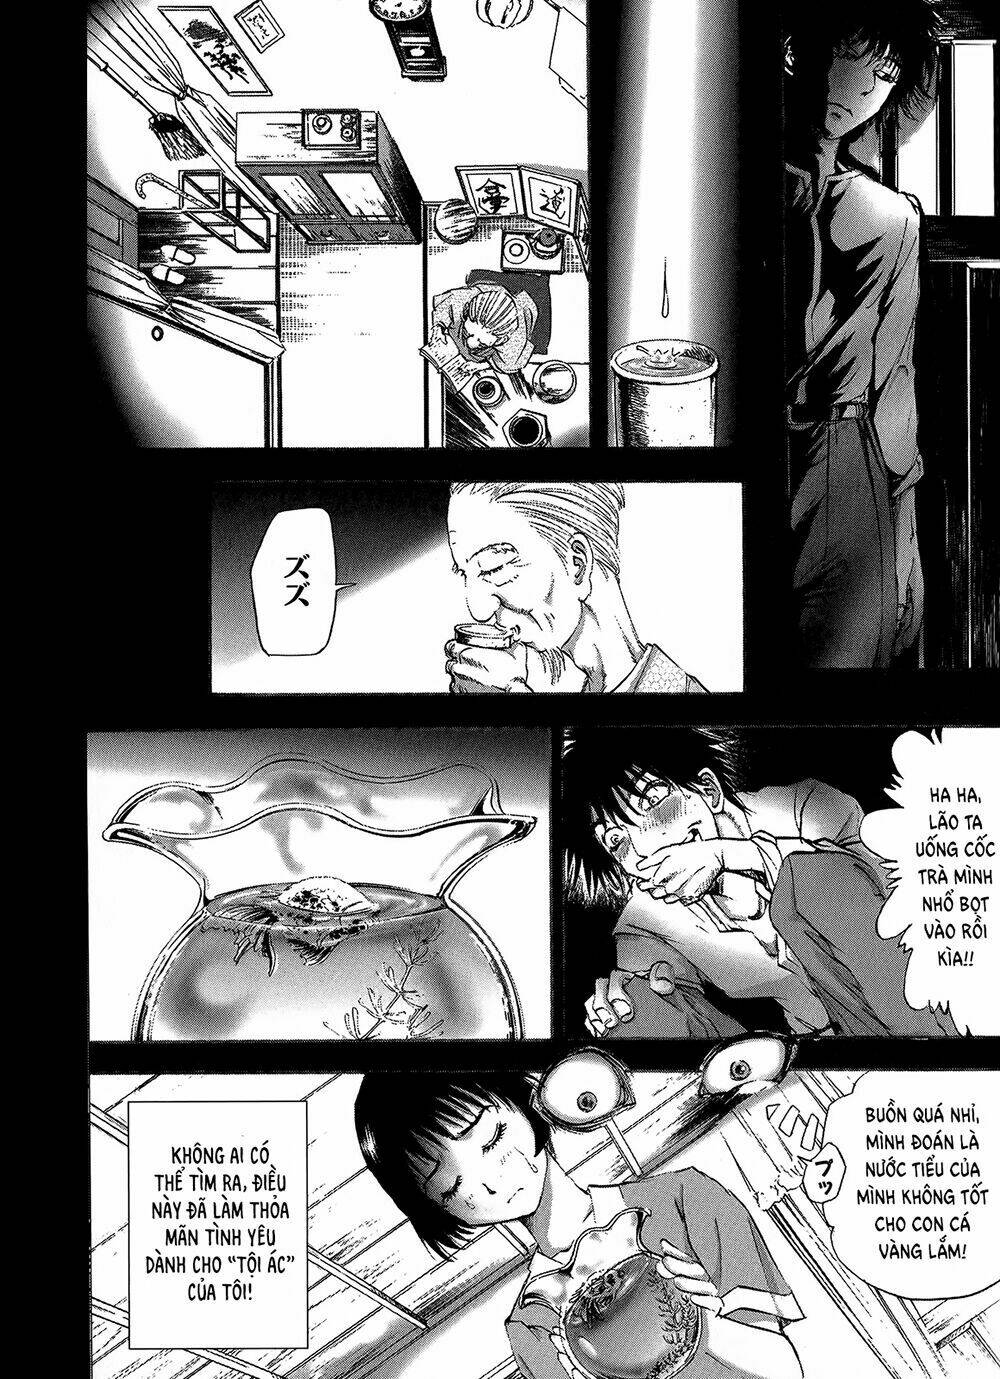 ズズ
HA HA,
LÃO TA
UỐNG CỐC
TRÀ MÌNH
NHỔ BỌT
VÀO RỒI
KÌA!!
BUỒN QUÁ NHỈ,
MÌNH ĐOÁN LÀ
NƯỚC TIỂU CỦA
MÌNH KHÔNG TỐT
CHO CON CÁ
VÀNG LẮM!
プッ
KHÔNG AI CÓ
THỂ TÌM RA, ĐIỀU
NÀY ĐÃ LÀM THỎA
MÃN TÌNH YÊU
DÀNH CHO “TỘI ÁC”
CỦA TÔI!